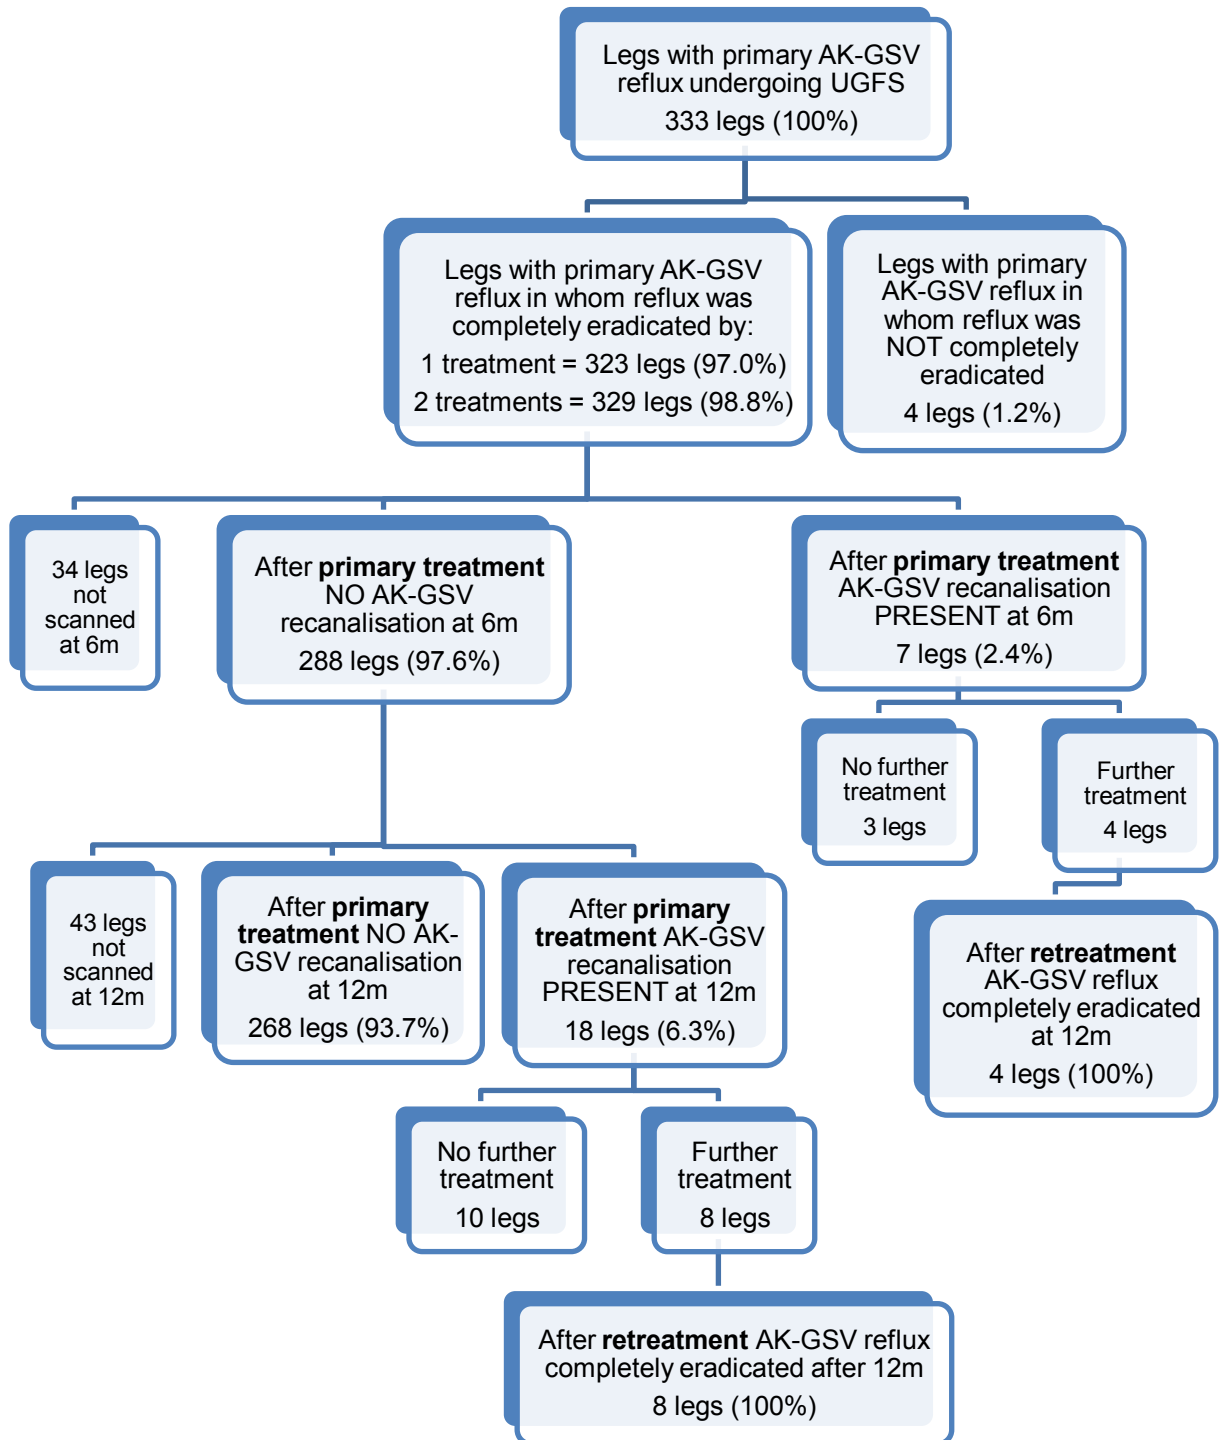 Legs with primary AK-GSV
reflux undergoing UGFS
333 legs (100%)
Legs with primary AK-GSV
reflux in whom reflux was
completely eradicated by:
1 treatment = 323 legs (97.0%)
2 treatments = 329 legs (98.8%)
Legs with primary
AK-GSV reflux in
whom reflux was
NOT completely
eradicated
4 legs (1.2%)
34 legs
not
scanned
at 6m
After primary treatment
NO AK-GSV
recanalisation at 6m
288 legs (97.6%)
After primary treatment
AK-GSV recanalisation
PRESENT at 6m
7 legs (2.4%)
No further
treatment
3 legs
Further
treatment
4 legs
43 legs
not
scanned
at 12m
After primary
treatment NO AK-
GSV recanalisation
at 12m
268 legs (93.7%)
After primary
treatment AK-GSV
recanalisation
PRESENT at 12m
18 legs (6.3%)
After retreatment
AK-GSV reflux
completely eradicated
at 12m
4 legs (100%)
No further
treatment
10 legs
Further
treatment
8 legs
After retreatment AK-GSV reflux
completely eradicated after 12m
8 legs (100%)